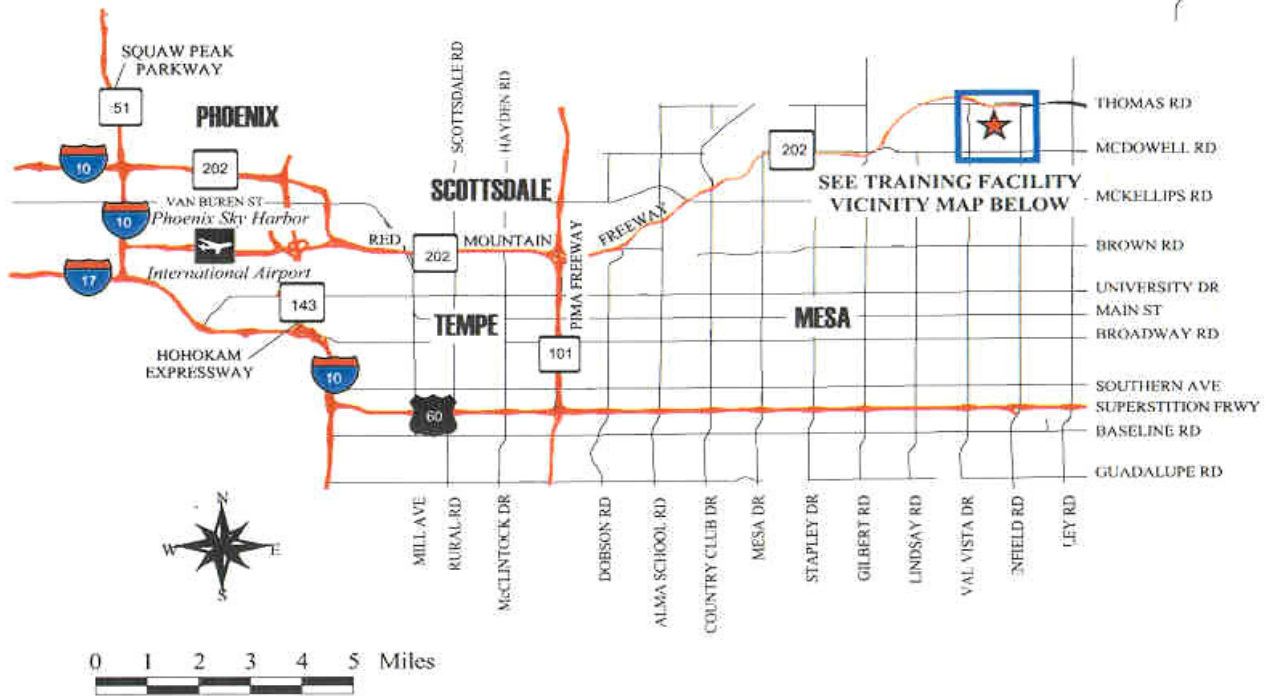 SQUAW PEAK
PARKWAY
51
PHOENIX
SCOTTSDALE RD
HAYDEN RD
THOMAS RD
10
202
202
MCDOWELL RD
SCOTTSDALE
SEE TRAINING FACILITY
VICINITY MAP BELOW
MCKELLIPS RD
VAN BUREN ST
10
Phoenix Sky Harbor
RED
202
MOUNTAIN
FREEWAY
BROWN RD
International Airport
17
PIMA FREEWAY
143
UNIVERSITY DR
TEMPE
MESA
MAIN ST
BROADWAY RD
HOHOKAM
EXPRESSWAY
101
10
SOUTHERN AVE
60
SUPERSTITION FRWY
BASELINE RD
GUADALUPE RD
MILL AVE
RURAL RD
McCLINTOCK DR
DOBSON RD
ALMA SCHOOL RD
COUNTRY CLUB DR
MESA DR
STAPLEY DR
GILBERT RD
LINDSAY RD
VAL VISTA DR
NFIELD RD
LEY RD
N
W
E
S
0 1 2 3 4 5 Miles